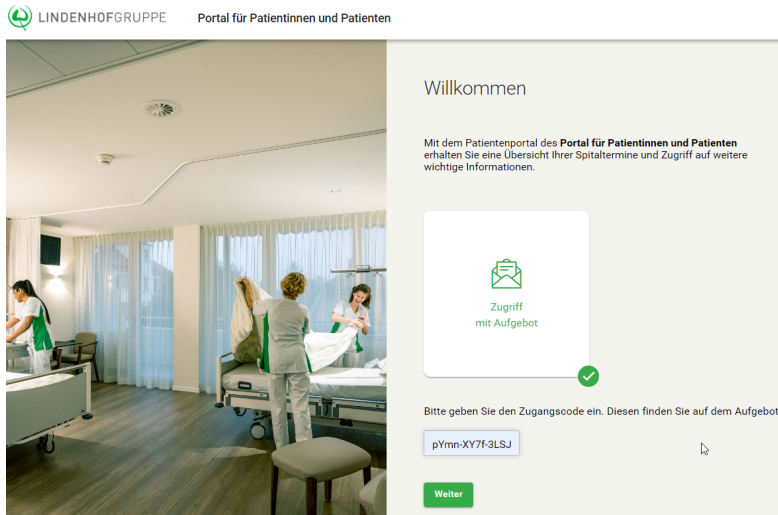 LINDENHOFGRUPPE
Portal für Patientinnen und Patienten
Willkommen
Mit dem Patientenportal des Portal für Patientinnen und Patienten
erhalten Sie eine Übersicht Ihrer Spitaltermine und Zugriff auf weitere
wichtige Informationen.
Zugriff
mit Aufgebot
Bitte geben Sie den Zugangscode ein. Diesen finden Sie auf dem Aufgebot
pYmn-XY7f-3LSJ
Weiter